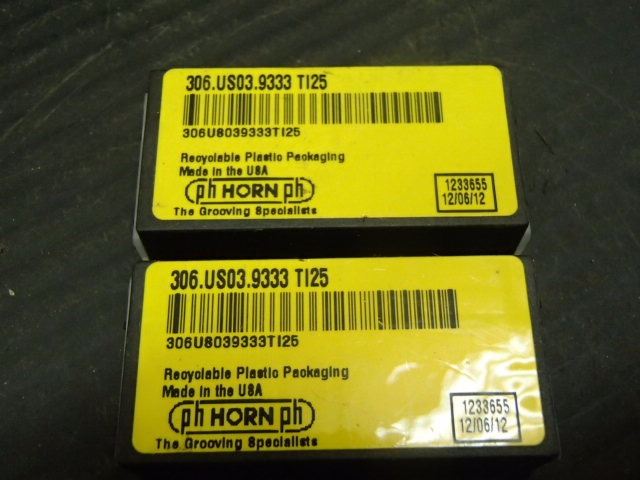 306.US03.9333 TI25
306US039333TI25
Recyclable Plastic Packaging
Made in the USA
ph HORN ph
The Grooving Specialists
1233655
12/06/12
306.US03.9333 TI25
306US039333TI25
Recyclable Plastic Packaging
Made in the USA
ph HORN ph
The Grooving Specialists
1233655
12/06/12